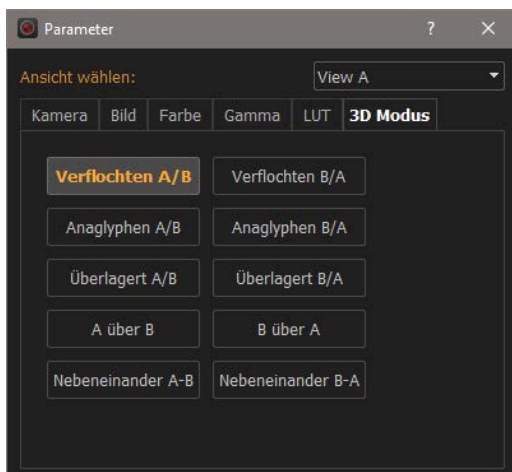 Parameter ? ×
Ansicht wählen: View A
Kamera Bild Farbe Gamma LUT 3D Modus
Verflochten A/B Verflochten B/A
Anaglyphen A/B Anaglyphen B/A
Überlagert A/B Überlagert B/A
A über B B über A
Nebeneinander A-B Nebeneinander B-A